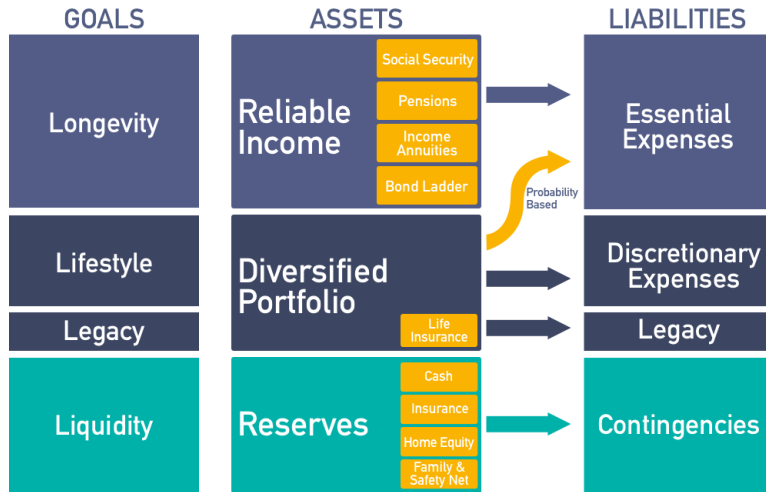 GOALS
ASSETS
LIABILITIES
Longevity
Reliable
Income
Social Security
Pensions
Income
Annuities
Bond Ladder
Essential
Expenses
Probability
Based
Lifestyle
Diversified
Portfolio
Discretionary
Expenses
Legacy
Life
Insurance
Legacy
Liquidity
Reserves
Cash
Insurance
Home Equity
Family &
Safety Net
Contingencies